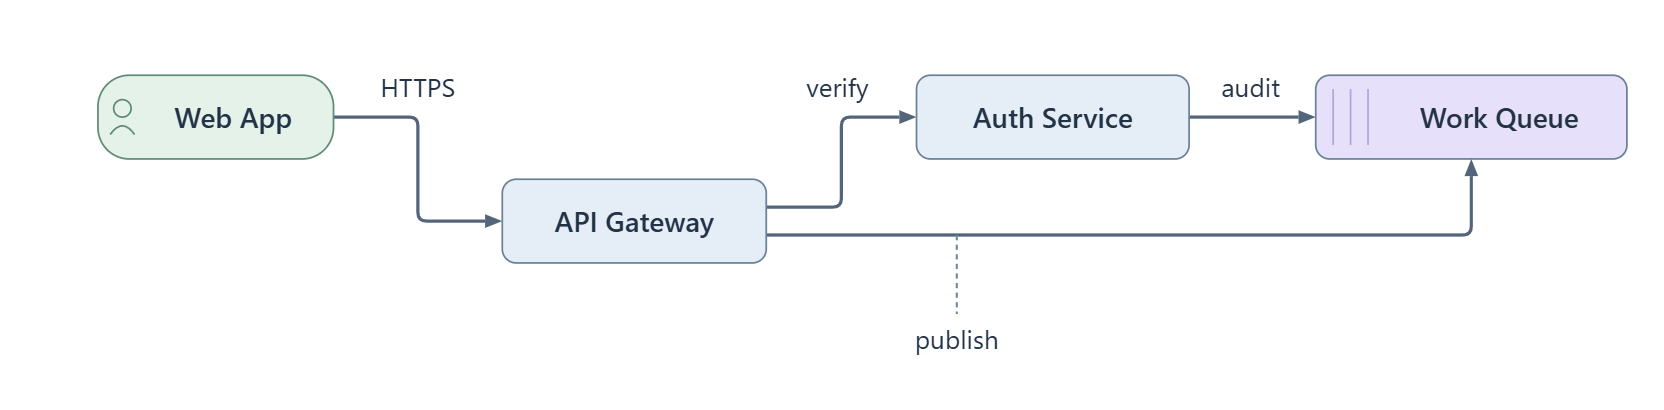 HTTPS
verify
audit
Web App
Auth Service
Work Queue
API Gateway
publish